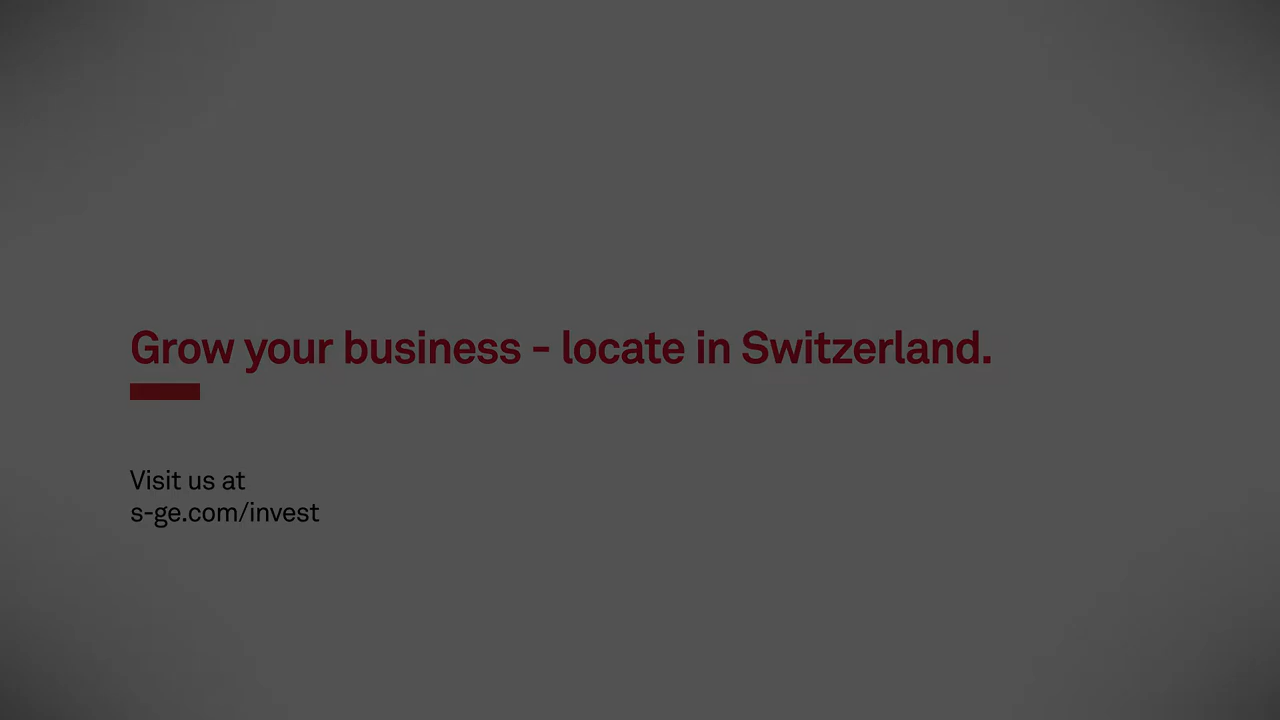 Grow your business - locate in Switzerland.
Visit us at
s-ge.com/invest